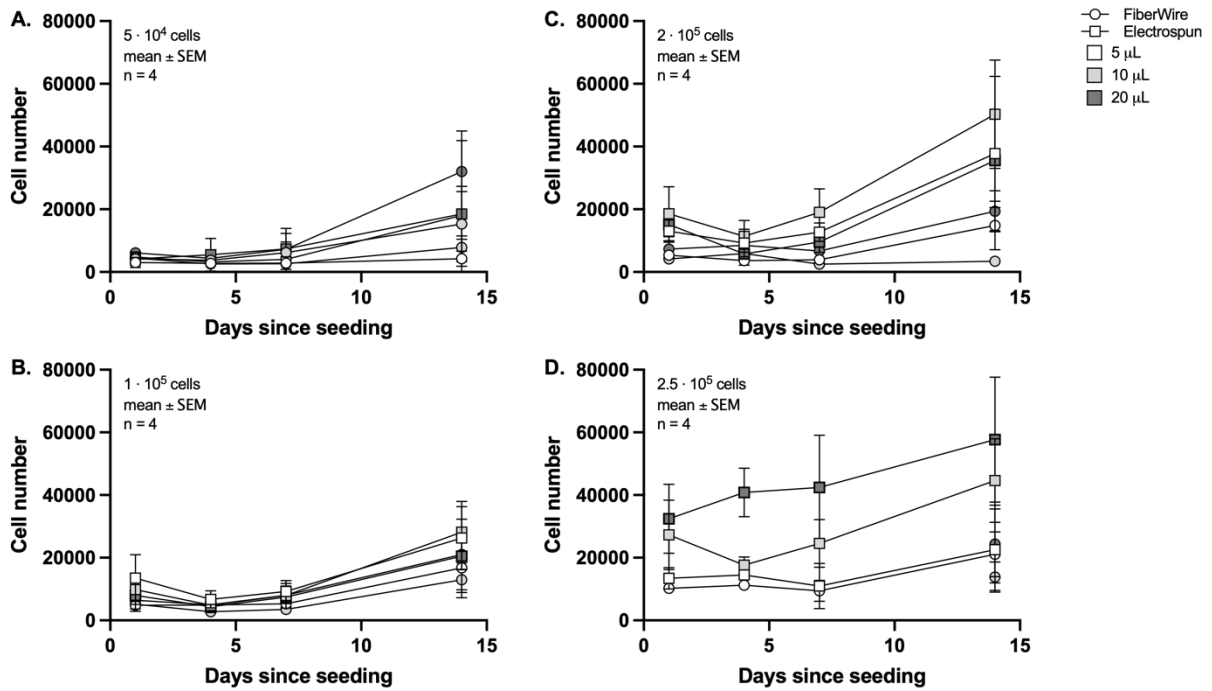 A.
80000
60000
40000
20000
0
Cell number
5 · 10⁴ cells
mean ± SEM
n = 4
0 5 10 15
Days since seeding
C.
80000
60000
40000
20000
0
Cell number
2 · 10⁵ cells
mean ± SEM
n = 4
0 5 10 15
Days since seeding
FiberWire
Electrospun
5 μL
10 μL
20 μL
B.
80000
60000
40000
20000
0
Cell number
1 · 10⁵ cells
mean ± SEM
n = 4
0 5 10 15
Days since seeding
D.
80000
60000
40000
20000
0
Cell number
2.5 · 10⁵ cells
mean ± SEM
n = 4
0 5 10 15
Days since seeding